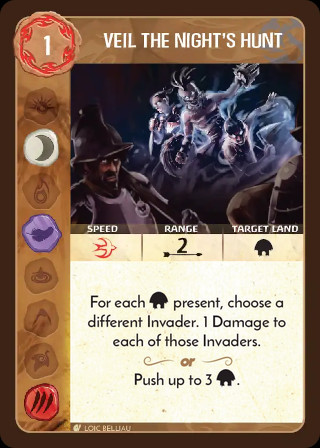 1
VEIL THE NIGHT'S HUNT
SPEED RANGE TARGET LAND
2
For each present, choose a
different Invader. 1 Damage to
each of those Invaders.
or
Push up to 3 .
LOIC BELLIAU